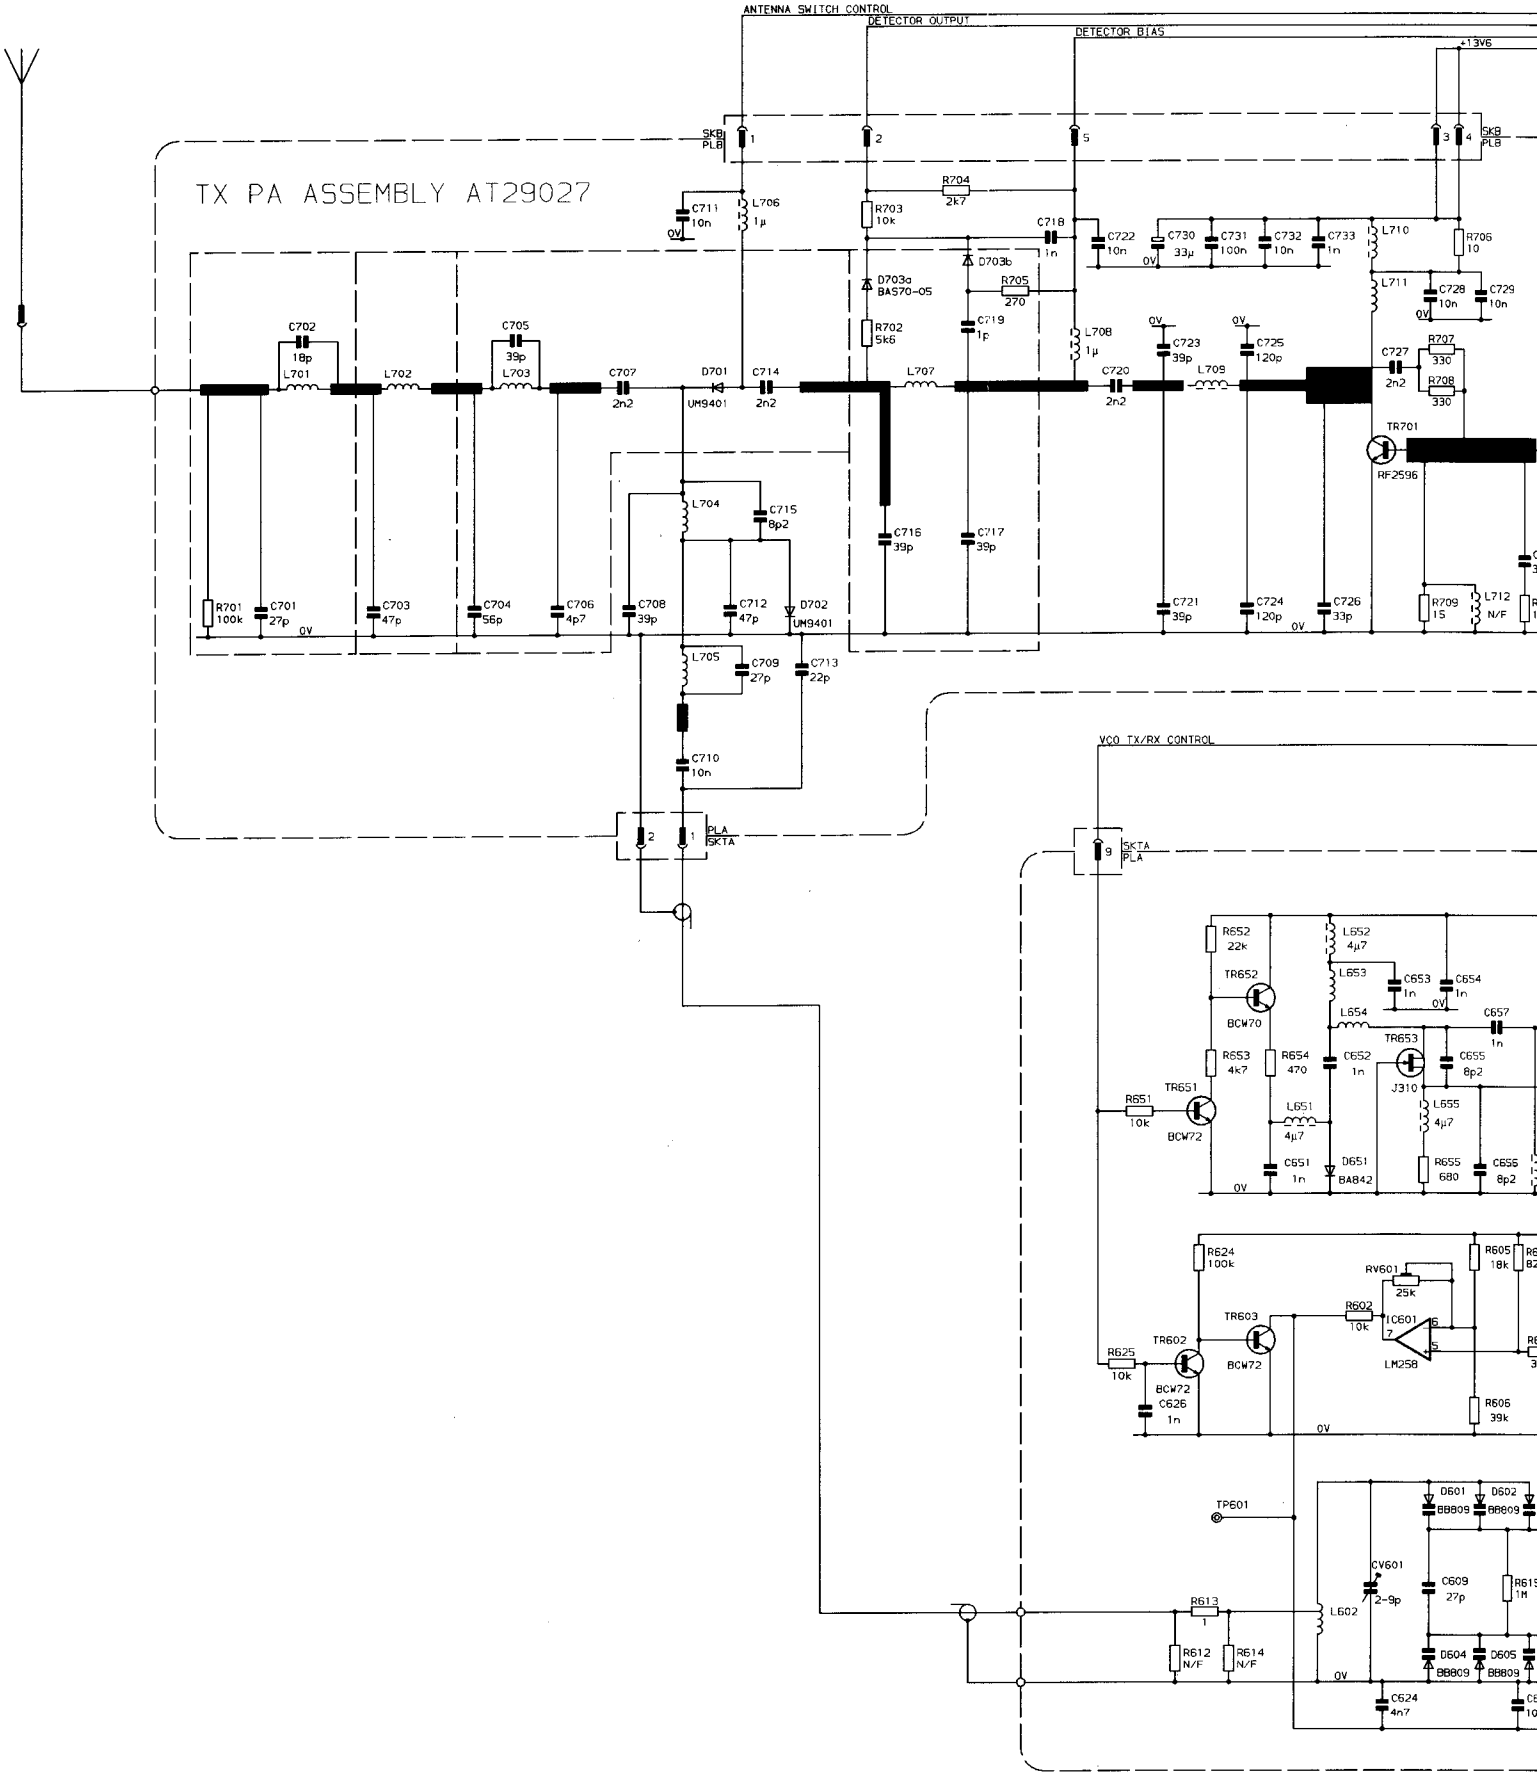 ANTENNA SWITCH CONTROL
DETECTOR OUTPUT
DETECTOR BIAS
+13V6
SKB
PLB
1
2
5
3
4
SKB
PLB
TX PA ASSEMBLY AT29027
C711
10n
0V
L706
1µ
R703
10k
R704
2k7
C718
1n
C722
10n
0V
C730
33µ
C731
100n
C732
10n
C733
1n
L710
R706
10
D703a
BAS70-05
D703b
R705
270
L711
C728
10n
C729
10n
0V
C702
18p
L701
L702
C705
39p
L703
C707
2n2
D701
UM9401
C714
2n2
R702
5k6
C719
1p
L707
L708
1µ
C720
2n2
0V
C723
39p
L709
0V
C725
120p
C727
2n2
R707
330
R708
330
TR701
RF2596
L704
C715
8p2
C716
39p
C717
39p
R701
100k
C701
27p
0V
C703
47p
C704
56p
C706
4p7
C708
39p
C712
47p
D702
UM9401
C721
39p
C724
120p
C726
33p
0V
R709
15
L712
N/F
L705
C709
27p
C713
22p
C710
10n
2
1
PLA
SKTA
VCO TX/RX CONTROL
9
SKTA
PLA
R652
22k
TR652
BCW70
L652
4µ7
L653
C653
1n
C654
1n
0V
L654
C657
1n
R653
4k7
R654
470
C652
1n
TR653
J310
C655
8p2
TR651
BCW72
R651
10k
L651
4µ7
L655
4µ7
C651
1n
D651
BA842
R655
680
C656
8p2
0V
R624
100k
RV601
25k
R605
18k
TR603
BCW72
R602
10k
IC601
7
6
5
LM258
TR602
BCW72
R625
10k
C626
1n
R606
39k
0V
TP601
D601
BB809
D602
BB809
CV601
2-9p
C609
27p
R615
1M
R613
1
L602
R612
N/F
R614
N/F
D604
BB809
D605
BB809
0V
C624
4n7